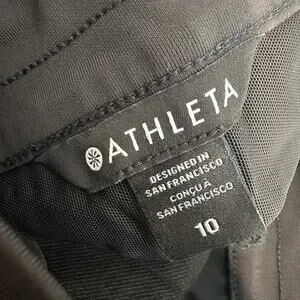 ATHLETA
DESIGNED IN
SAN FRANCISCO
CONÇU À
SAN FRANCISCO
10